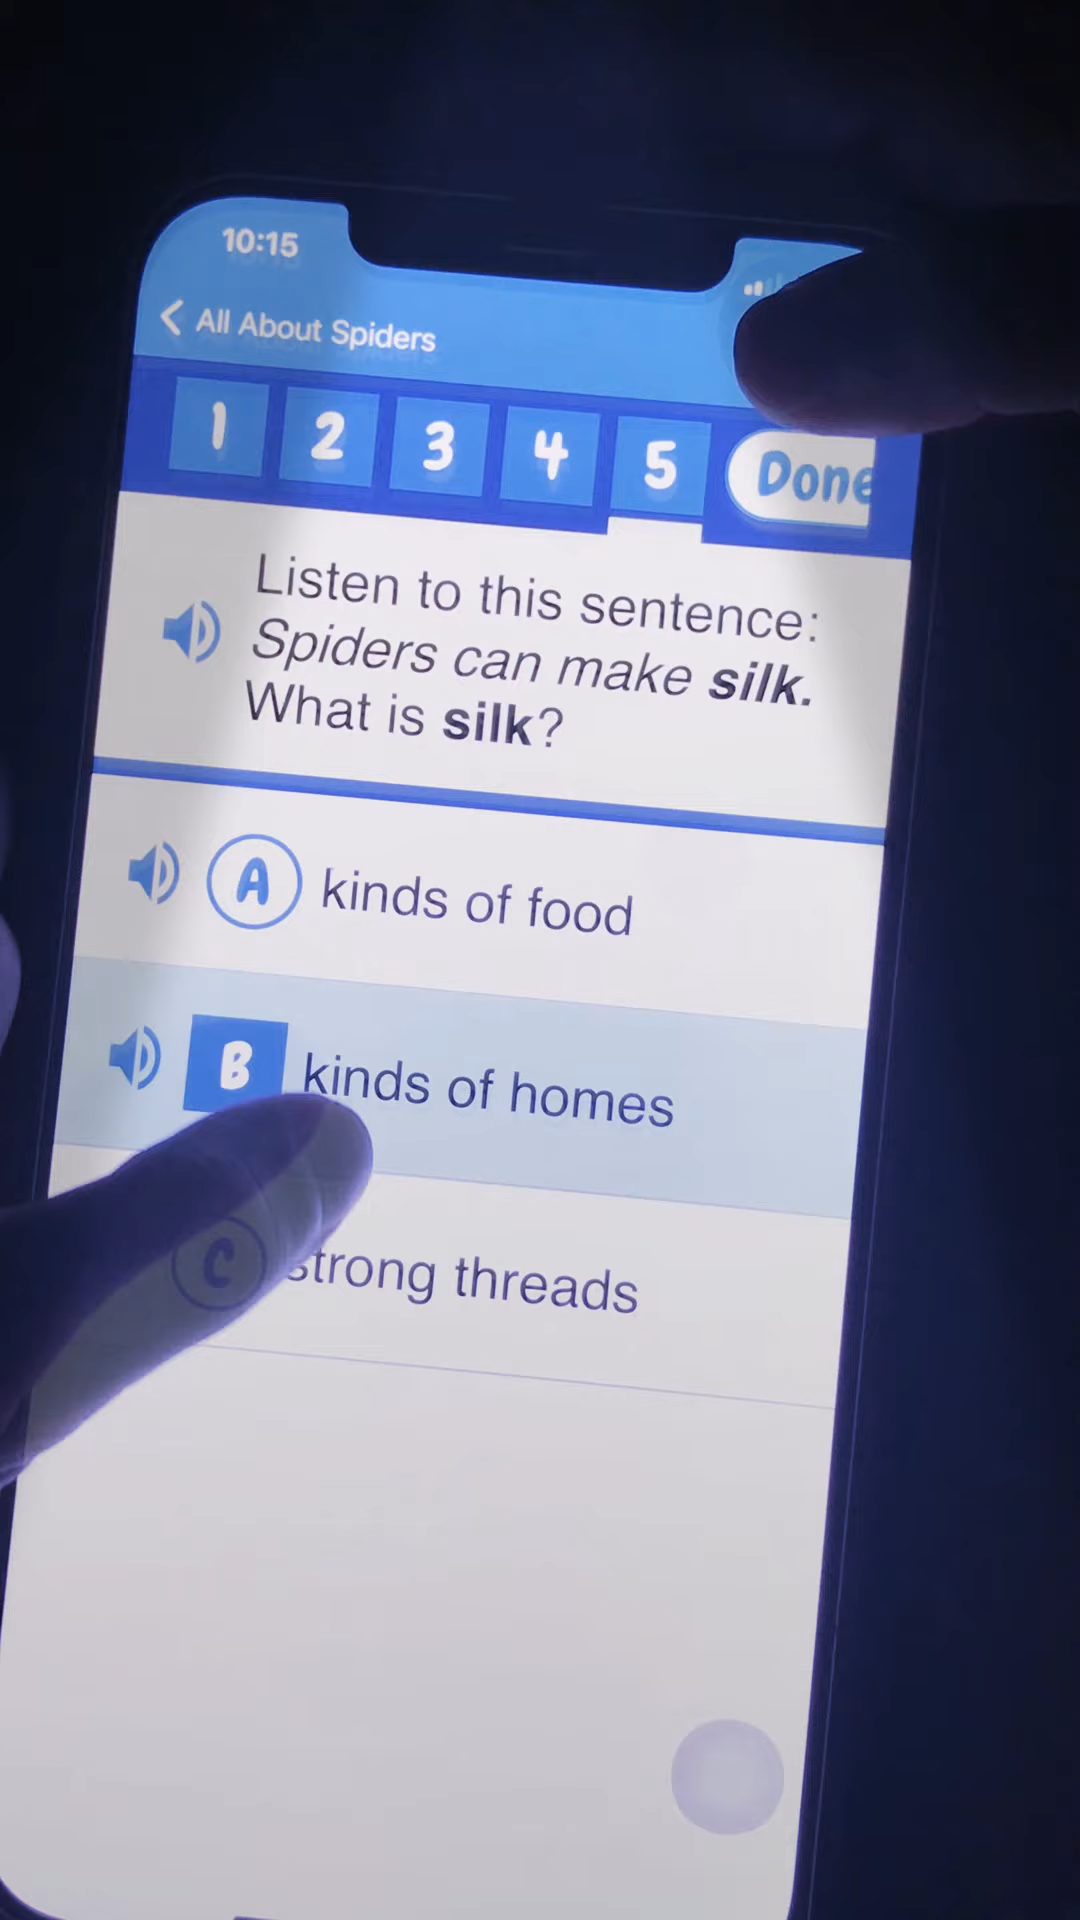 10:15
All About Spiders
1 2 3 4 5 Done
Listen to this sentence:
Spiders can make silk.
What is silk?
A kinds of food
B kinds of homes
C strong threads